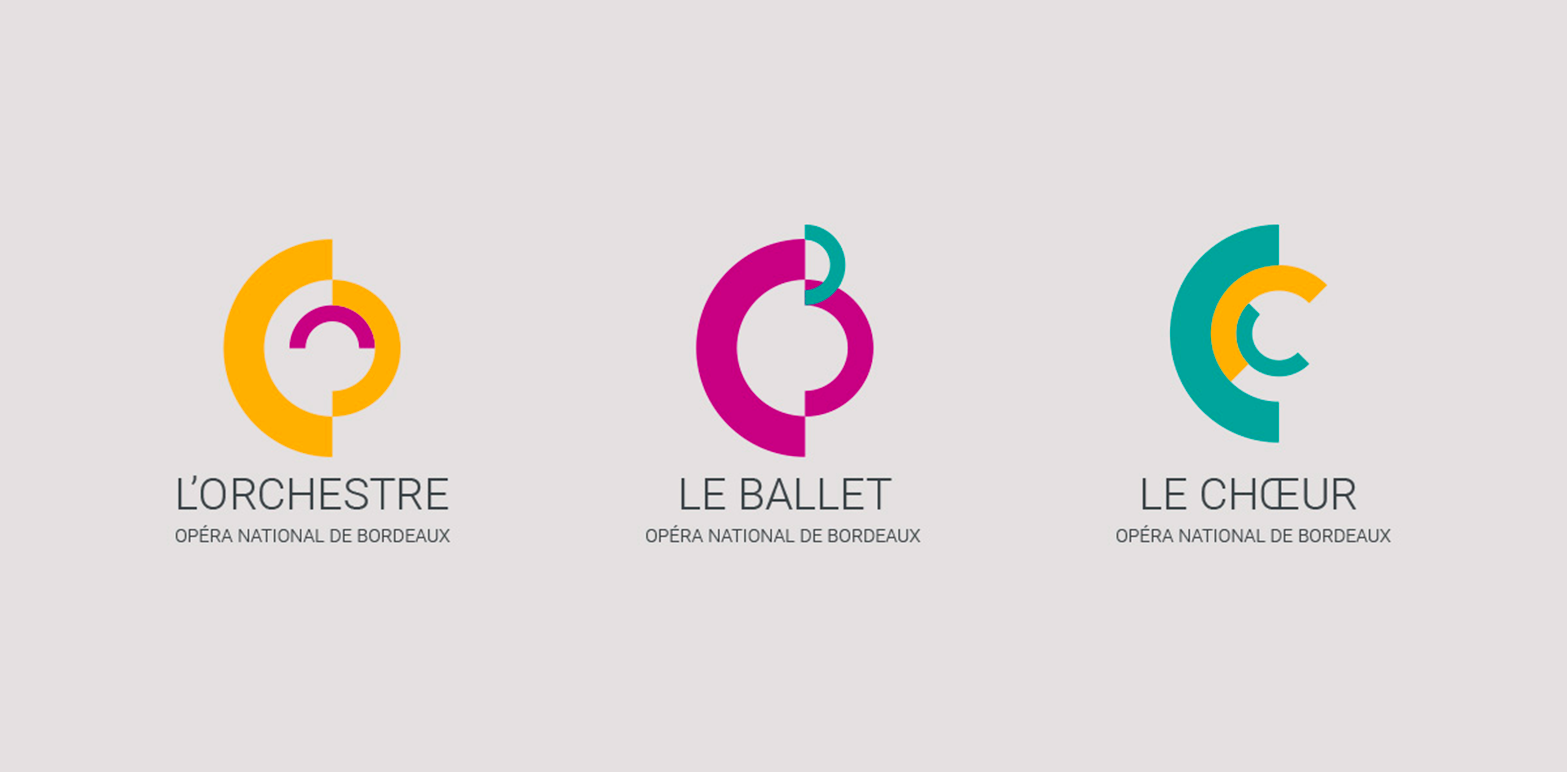 L’ORCHESTRE
OPÉRA NATIONAL DE BORDEAUX
LE BALLET
OPÉRA NATIONAL DE BORDEAUX
LE CHŒUR
OPÉRA NATIONAL DE BORDEAUX